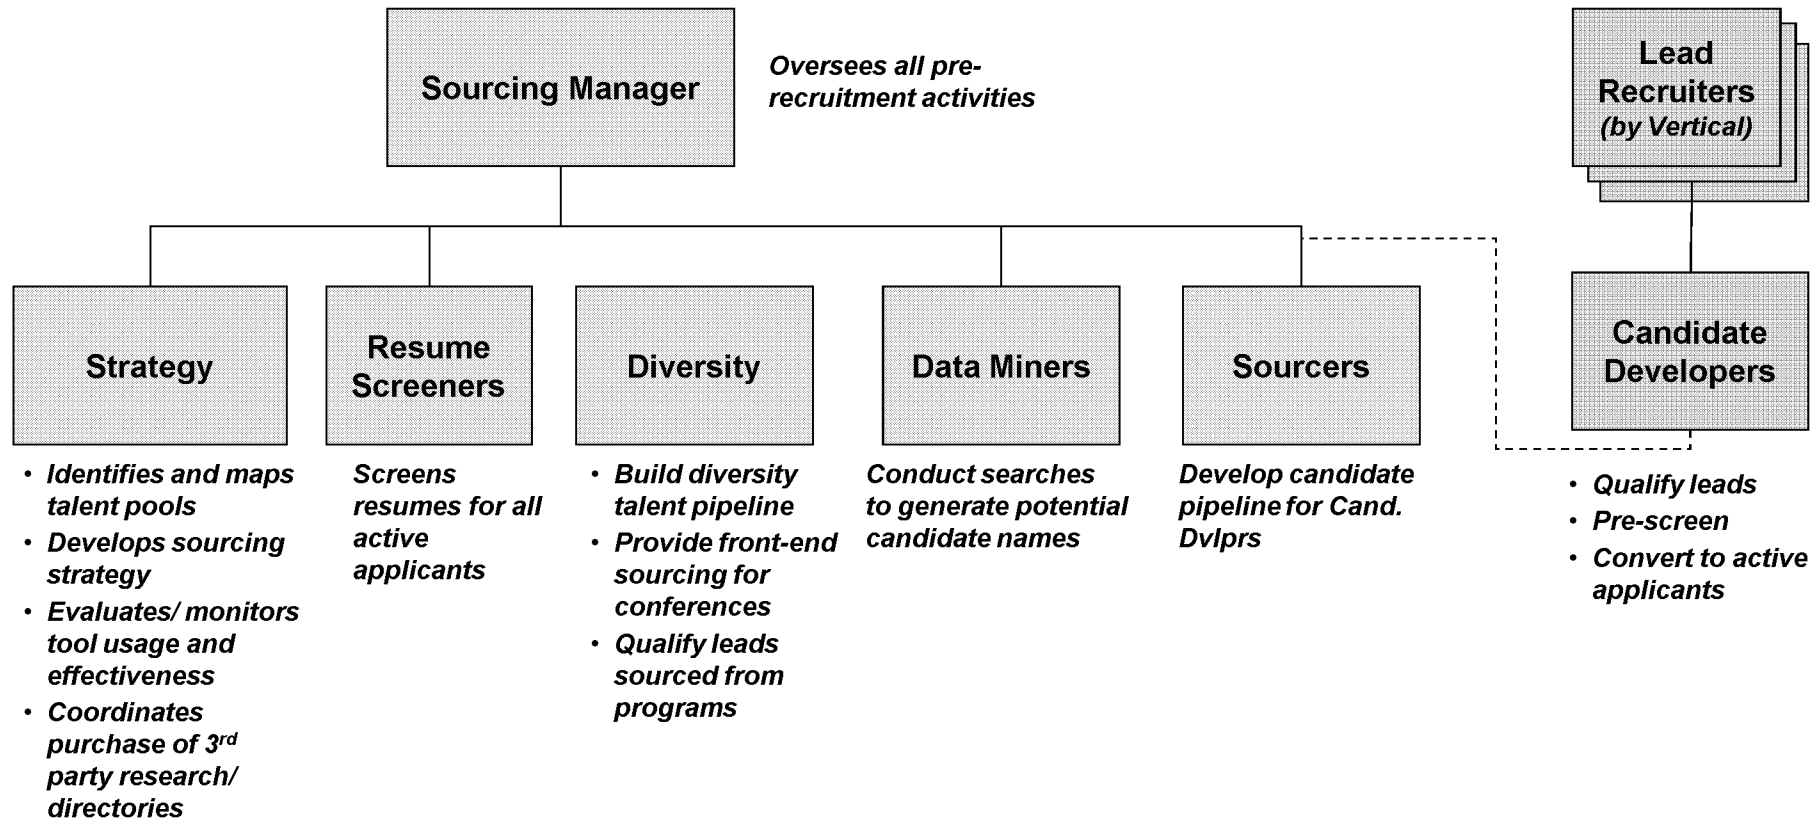 Sourcing Manager
Oversees all pre-
recruitment activities
Lead
Recruiters
(by Vertical)
Strategy
Resume
Screeners
Diversity
Data Miners
Sourcers
Candidate
Developers
• Identifies and maps
talent pools
• Develops sourcing
strategy
• Evaluates/ monitors
tool usage and
effectiveness
• Coordinates
purchase of 3rd
party research/
directories
Screens
resumes for all
active
applicants
• Build diversity
talent pipeline
• Provide front-end
sourcing for
conferences
• Qualify leads
sourced from
programs
Conduct searches
to generate potential
candidate names
Develop candidate
pipeline for Cand.
Dvlprs
• Qualify leads
• Pre-screen
• Convert to active
applicants